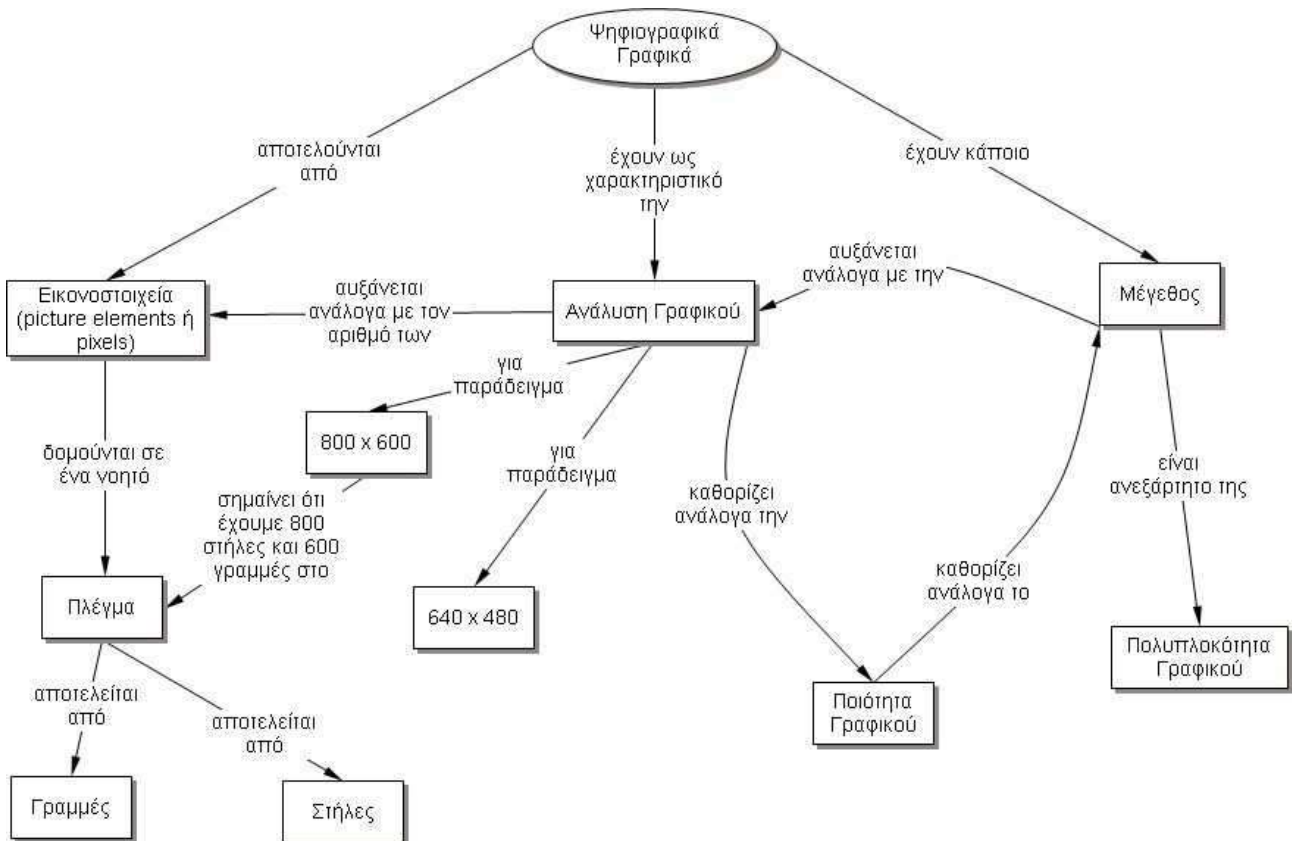 Ψηφιογραφικά
Γραφικά
αποτελούνται
από
έχουν ως
χαρακτηριστικό
την
έχουν κάποιο
Εικονοστοιχεία
(picture elements ή
pixels)
αυξάνεται
ανάλογα με τον
αριθμό των
Ανάλυση Γραφικού
αυξάνεται
ανάλογα με την
Μέγεθος
για
παράδειγμα
800 x 600
δομούνται σε
ένα νοητό
για
παράδειγμα
είναι
ανεξάρτητο της
σημαίνει ότι
έχουμε 800
στήλες και 600
γραμμές στο
καθορίζει
ανάλογα την
καθορίζει
ανάλογα το
Πλέγμα
640 x 480
Πολυπλοκότητα
Γραφικού
αποτελείται
από
αποτελείται
από
Ποιότητα
Γραφικού
Γραμμές
Στήλες